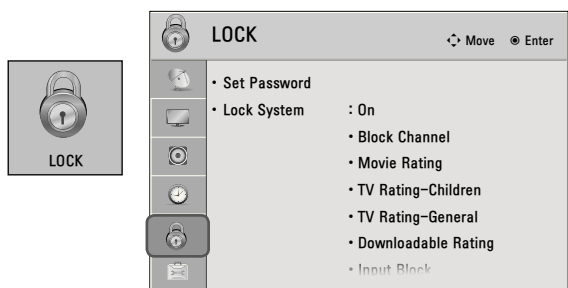 LOCK
LOCK
Move Enter
• Set Password
• Lock System : On
• Block Channel
• Movie Rating
• TV Rating-Children
• TV Rating-General
• Downloadable Rating
• Input Block